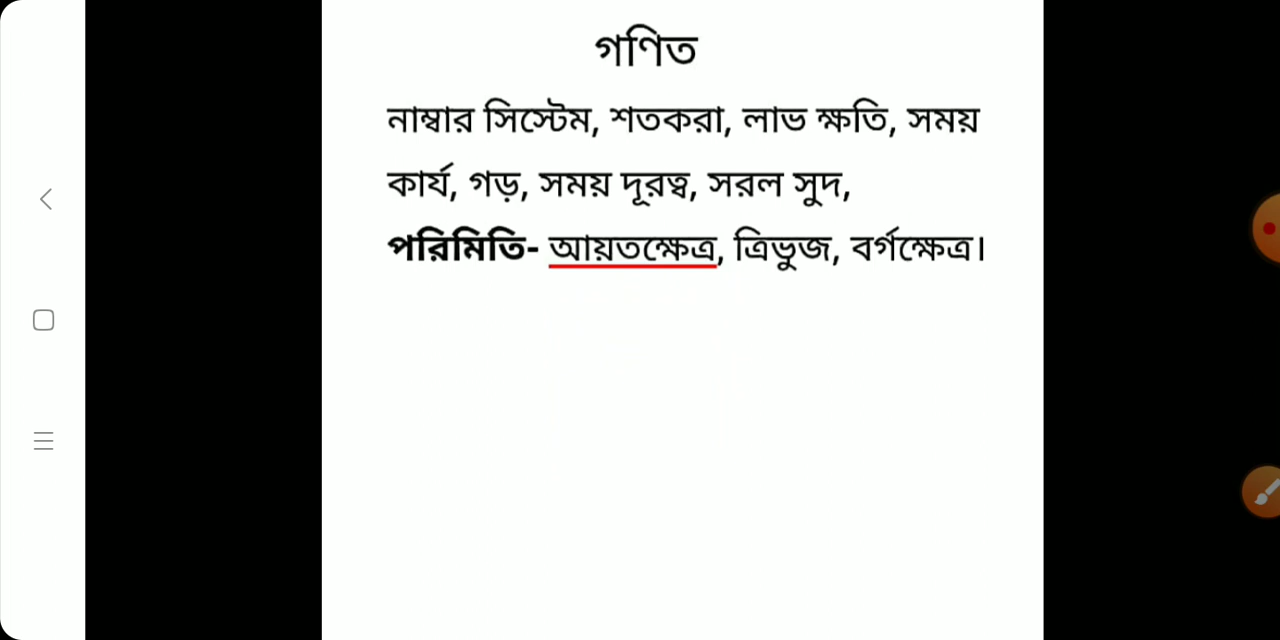 গণিত
নাম্বার সিস্টেম, শতকরা, লাভ ক্ষতি, সময়
কার্য, গড়, সময় দূরত্ব, সরল সুদ,
পরিমিতি- আয়তক্ষেত্র, ত্রিভুজ, বর্গক্ষেত্র।